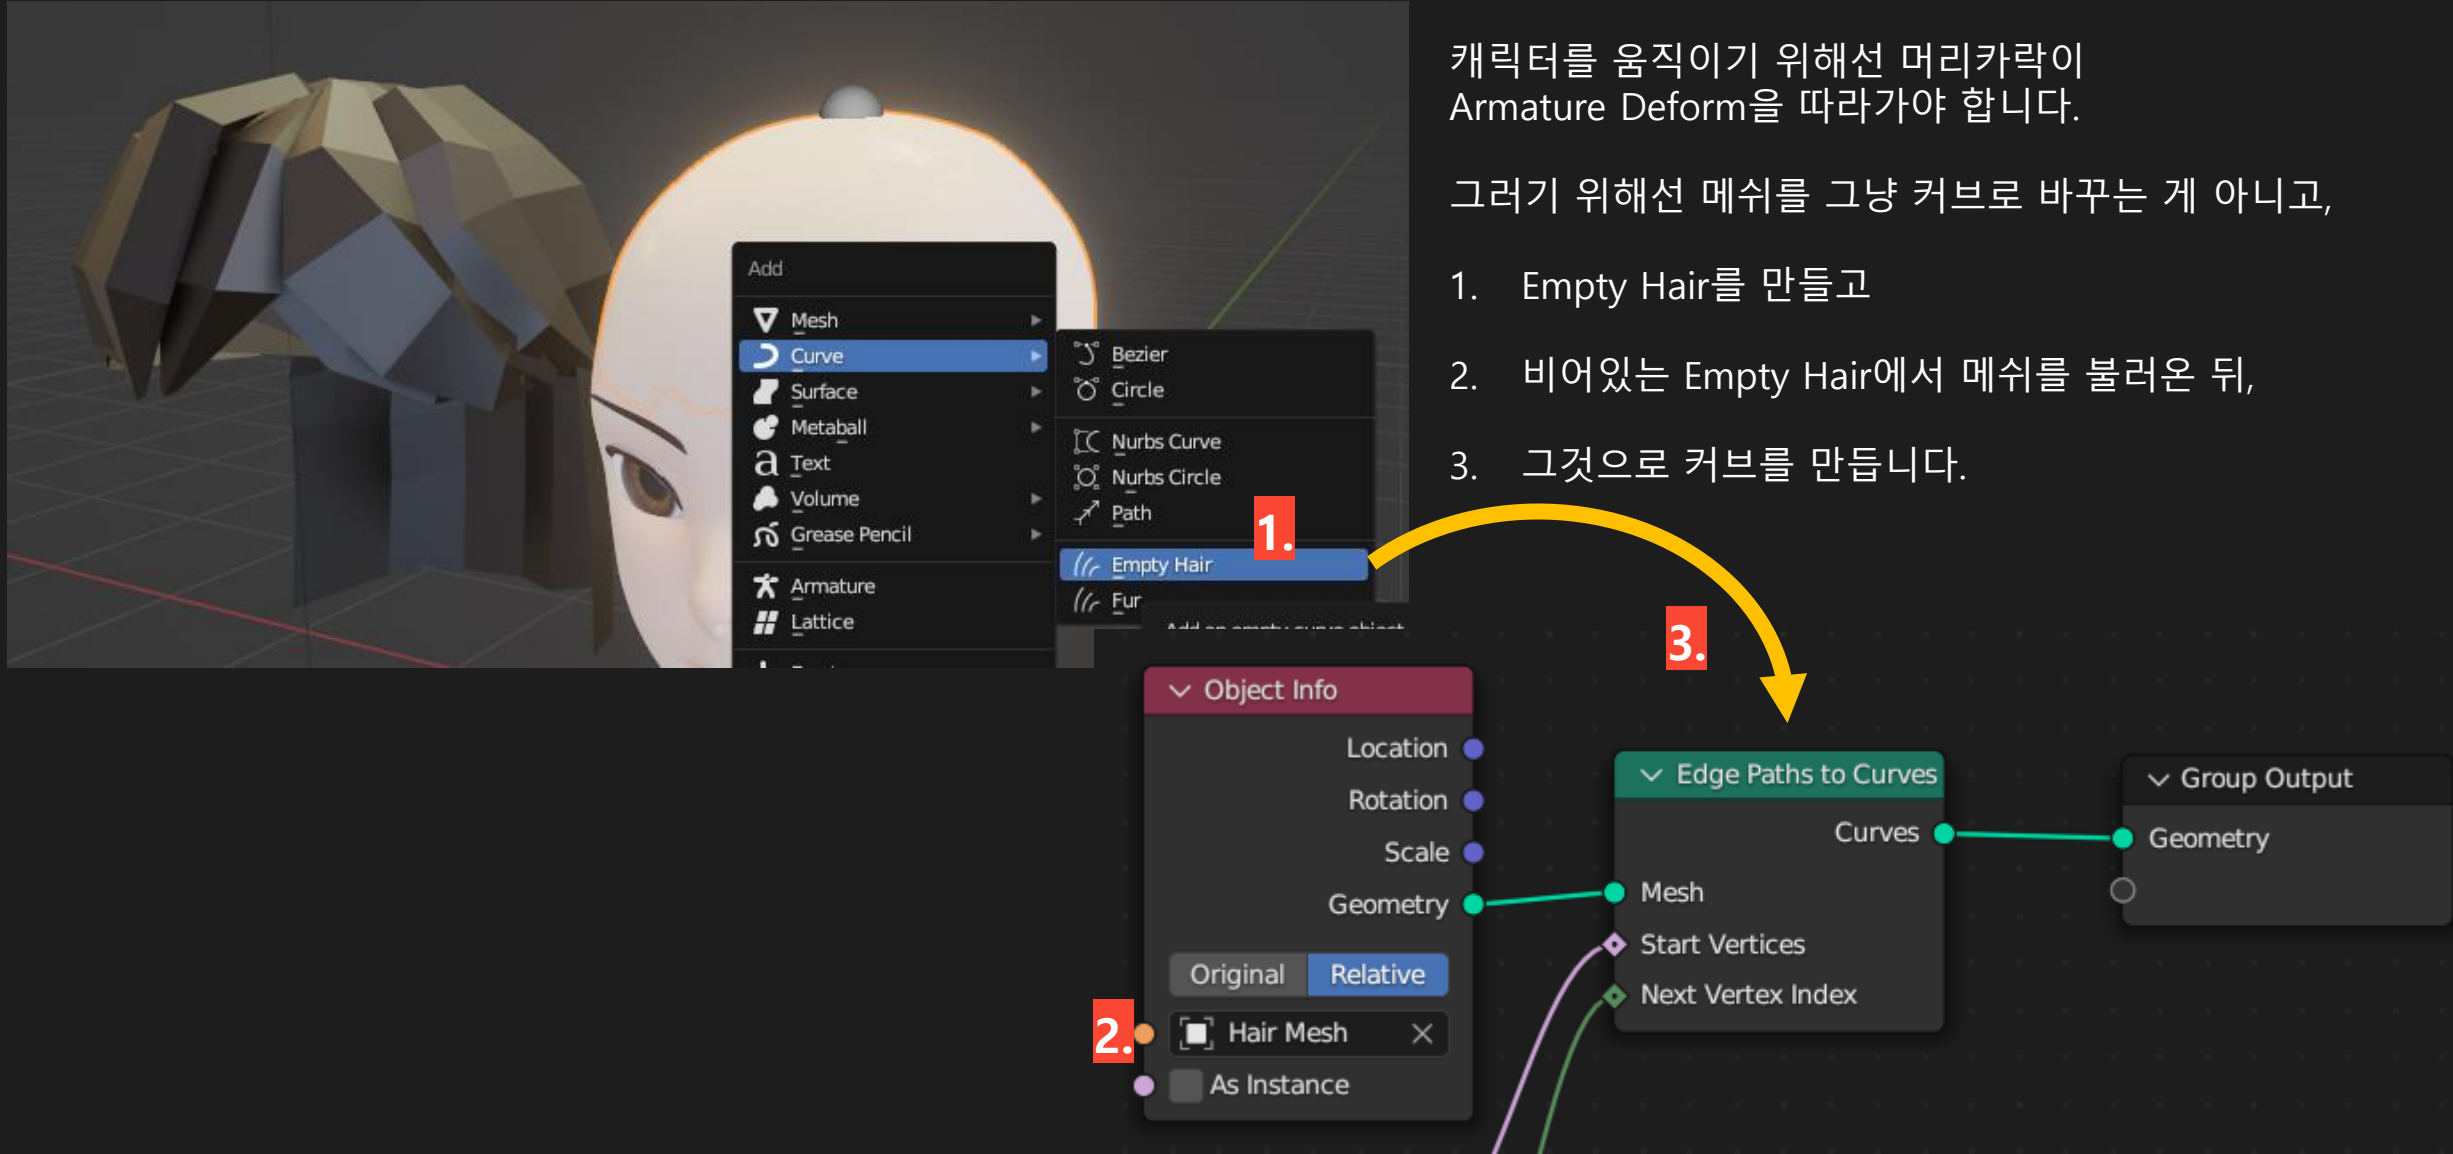 캐릭터를 움직이기 위해선 머리카락이
Armature Deform을 따라가야 합니다.
그러기 위해선 메쉬를 그냥 커브로 바꾸는 게 아니고,
1. Empty Hair를 만들고
2. 비어있는 Empty Hair에서 메쉬를 불러온 뒤,
3. 그것으로 커브를 만듭니다.
Add
Mesh
Curve
Surface
Metaball
Text
Volume
Grease Pencil
Armature
Lattice
Bezier
Circle
Nurbs Curve
Nurbs Circle
Path
1.
Empty Hair
Fur
Add an empty curve object
3.
Object Info
Location
Rotation
Scale
Geometry
Original Relative
2.
Hair Mesh
As Instance
Edge Paths to Curves
Curves
Mesh
Start Vertices
Next Vertex Index
Group Output
Geometry